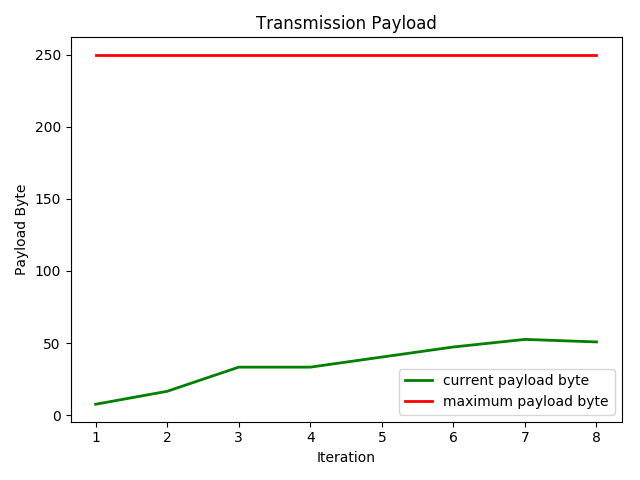 Transmission Payload
250
200
150
100
50
0
Payload Byte
current payload byte
maximum payload byte
1 2 3 4 5 6 7 8
Iteration